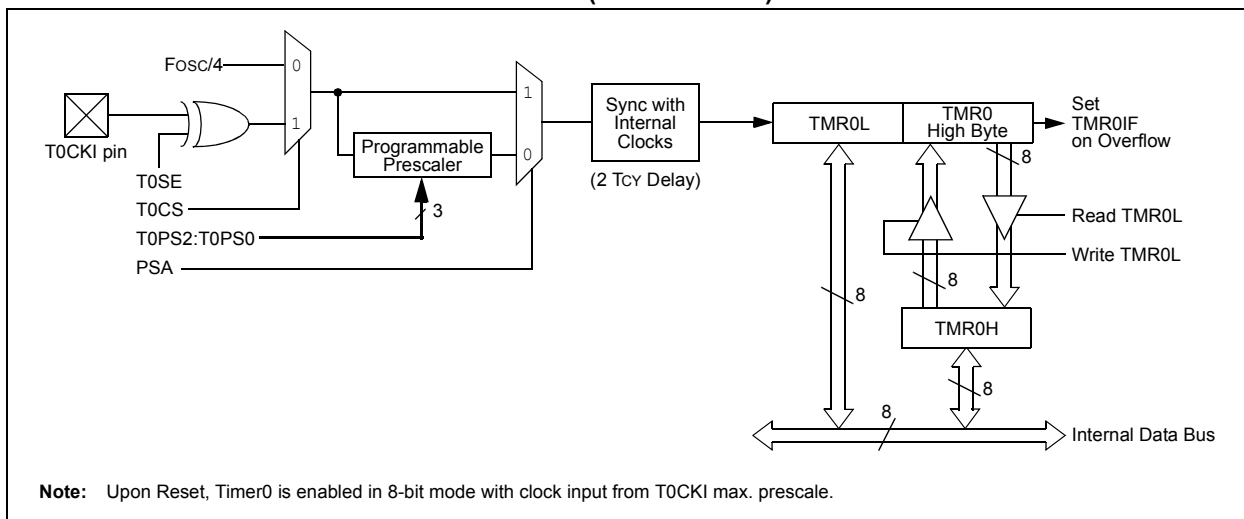 FOSC/4
0
1
T0CKI pin
T0SE
T0CS
T0PS2:T0PS0
PSA
Programmable
Prescaler
3
1
0
Sync with
Internal
Clocks
(2 TCY Delay)
TMR0L
TMR0
High Byte
Set
TMR0IF
on Overflow
8
Read TMR0L
Write TMR0L
8
8
TMR0H
8
8
Internal Data Bus
Note: Upon Reset, Timer0 is enabled in 8-bit mode with clock input from T0CKI max. prescale.